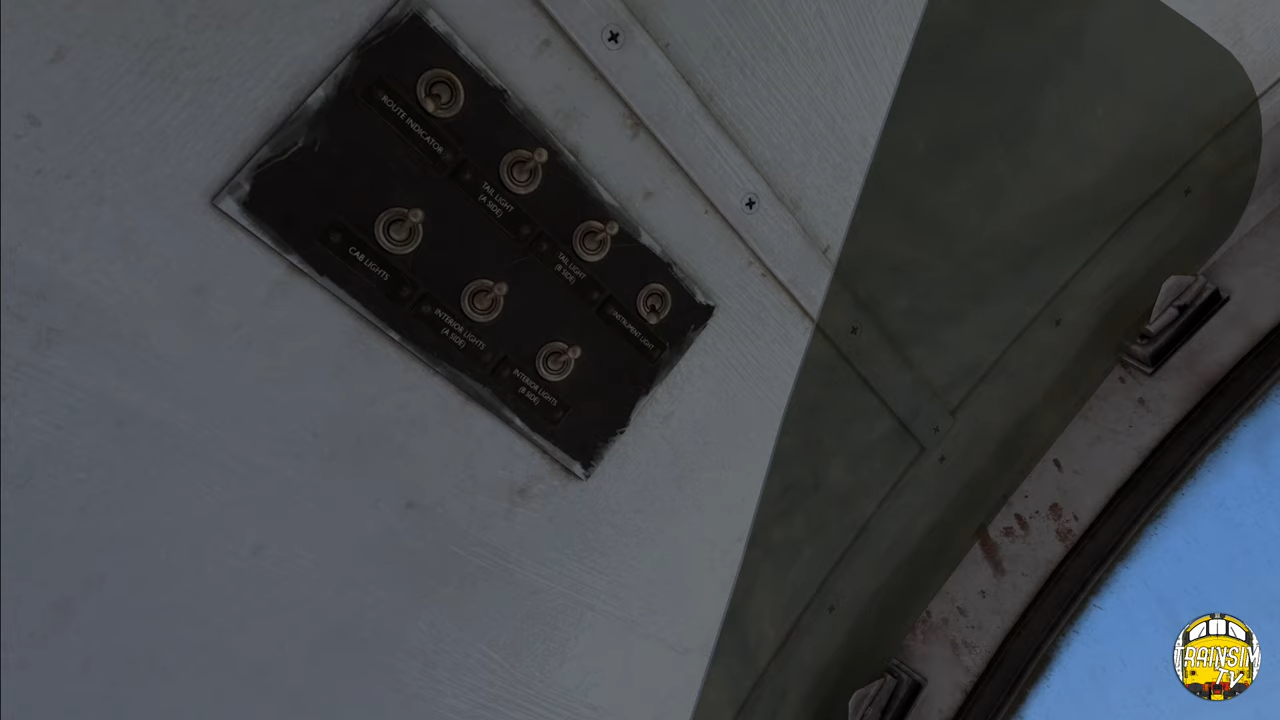 ROUTE INDICATOR
TAIL LIGHT
(A SIDE)
TAIL LIGHT
(B SIDE)
INSTRUMENT LIGHT
CAB LIGHTS
INTERIOR LIGHTS
(A SIDE)
INTERIOR LIGHTS
(B SIDE)
TRAINSIM
TV